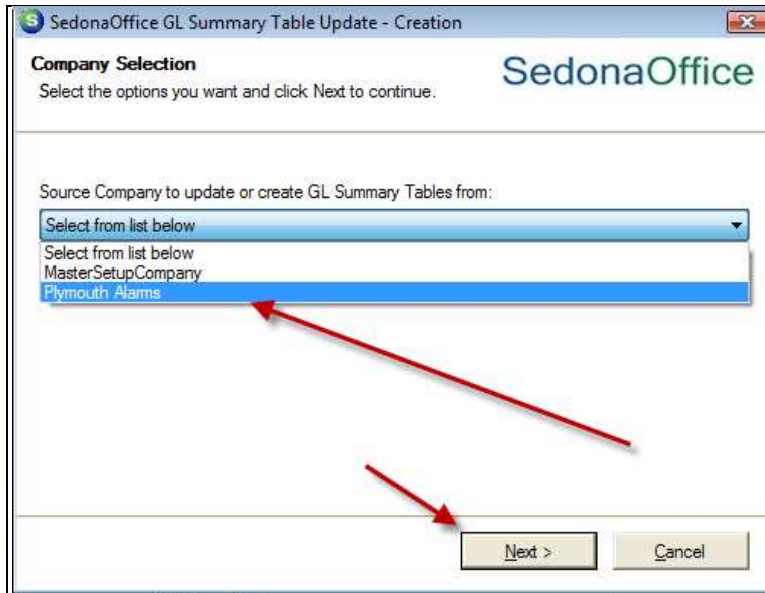 SedonaOffice GL Summary Table Update - Creation
Company Selection
SedonaOffice
Select the options you want and click Next to continue.
Source Company to update or create GL Summary Tables from:
Select from list below
Select from list below
MasterSetupCompany
Plymouth Alarms
Next >
Cancel